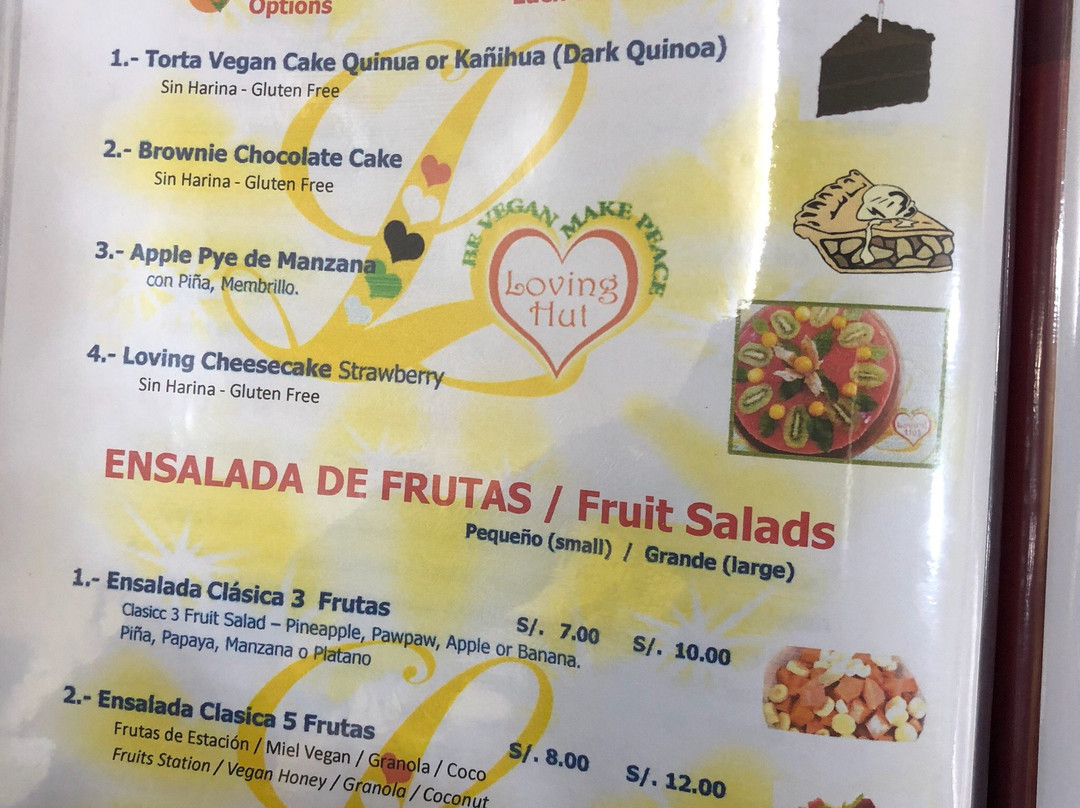 Options
1.- Torta Vegan Cake Quinua or Kañihua (Dark Quinoa)
Sin Harina - Gluten Free
2.- Brownie Chocolate Cake
Sin Harina - Gluten Free
3.- Apple Pye de Manzana
con Piña, Membrillo.
BE VEGAN MAKE PEACE
Loving
Hut
4.- Loving Cheesecake Strawberry
Sin Harina - Gluten Free
Loving
Hut
ENSALADA DE FRUTAS / Fruit Salads
Pequeño (small) / Grande (large)
1.- Ensalada Clásica 3 Frutas
S/. 7.00 S/. 10.00
Clasicc 3 Fruit Salad – Pineapple, Pawpaw, Apple or Banana.
Piña, Papaya, Manzana o Platano
2.- Ensalada Clasica 5 Frutas
S/. 8.00 S/. 12.00
Frutas de Estación / Miel Vegan / Granola / Coco
Fruits Station / Vegan Honey / Granola / Coconut